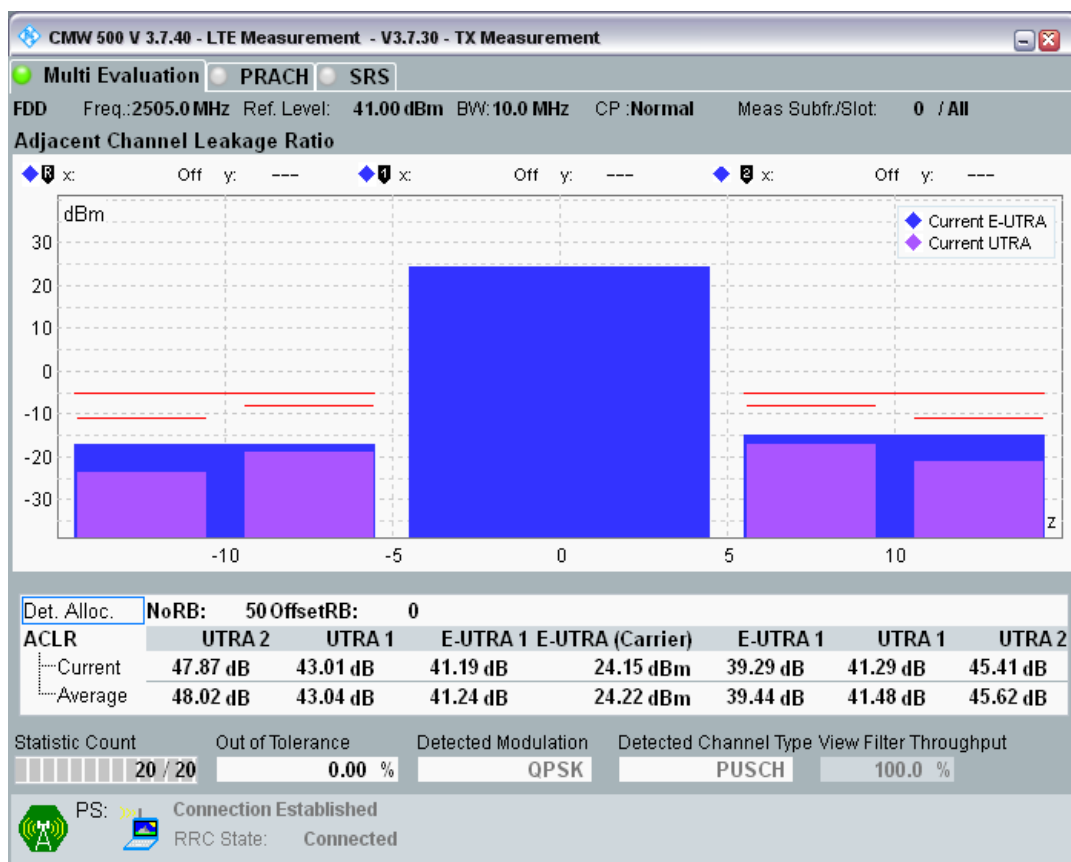 CMW 500 V 3.7.40 - LTE Measurement - V3.7.30 - TX Measurement
Multi Evaluation PRACH SRS
FDD Freq.:2505.0 MHz Ref. Level: 41.00 dBm BW:10.0 MHz CP :Normal Meas Subfr./Slot: 0 / All
Adjacent Channel Leakage Ratio
R x: Off y: --- 1 x: Off y: --- 2 x: Off y: ---
dBm
Current E-UTRA
Current UTRA
30
20
10
0
-10
-20
-30
z
-10 -5 0 5 10
Det. Alloc. NoRB: 50 OffsetRB: 0
ACLR UTRA 2 UTRA 1 E-UTRA 1 E-UTRA (Carrier) E-UTRA 1 UTRA 1 UTRA 2
Current 47.87 dB 43.01 dB 41.19 dB 24.15 dBm 39.29 dB 41.29 dB 45.41 dB
Average 48.02 dB 43.04 dB 41.24 dB 24.22 dBm 39.44 dB 41.48 dB 45.62 dB
Statistic Count Out of Tolerance Detected Modulation Detected Channel Type View Filter Throughput
20 / 20 0.00 % QPSK PUSCH 100.0 %
PS: Connection Established
RRC State: Connected